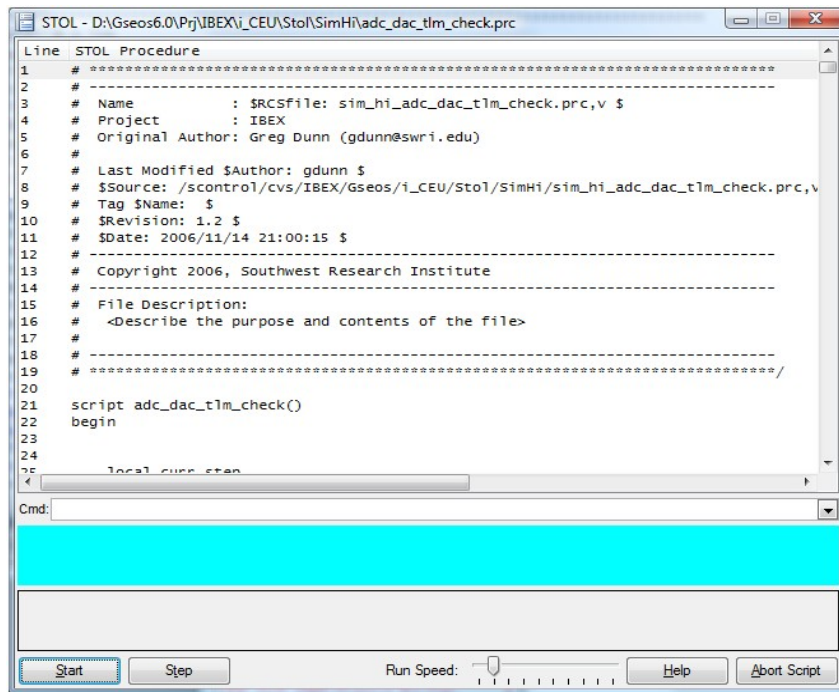 STOL - D:\Gseos6.0\Prj\IBEX\i_CEU\Stol\SimHi\adc_dac_tlm_check.prc
Line STOL Procedure
1 # ****************************************************************************
2 # ----------------------------------------------------------------------------
3 # Name : $RCSfile: sim_hi_adc_dac_tlm_check.prc,v $
4 # Project : IBEX
5 # Original Author: Greg Dunn (gdunn@swri.edu)
6 #
7 # Last Modified $Author: gdunn $
8 # $Source: /scontrol/cvs/IBEX/Gseos/i_CEU/Stol/SimHi/sim_hi_adc_dac_tlm_check.prc,v
9 # Tag $Name: $
10 # $Revision: 1.2 $
11 # $Date: 2006/11/14 21:00:15 $
12 # ----------------------------------------------------------------------------
13 # Copyright 2006, Southwest Research Institute
14 # ----------------------------------------------------------------------------
15 # File Description:
16 # <Describe the purpose and contents of the file>
17 #
18 # ----------------------------------------------------------------------------
19 # ****************************************************************************/
20
21 script adc_dac_tlm_check()
22 begin
23
24
25 local curr_step
Cmd:
Start Step Run Speed: Help Abort Script